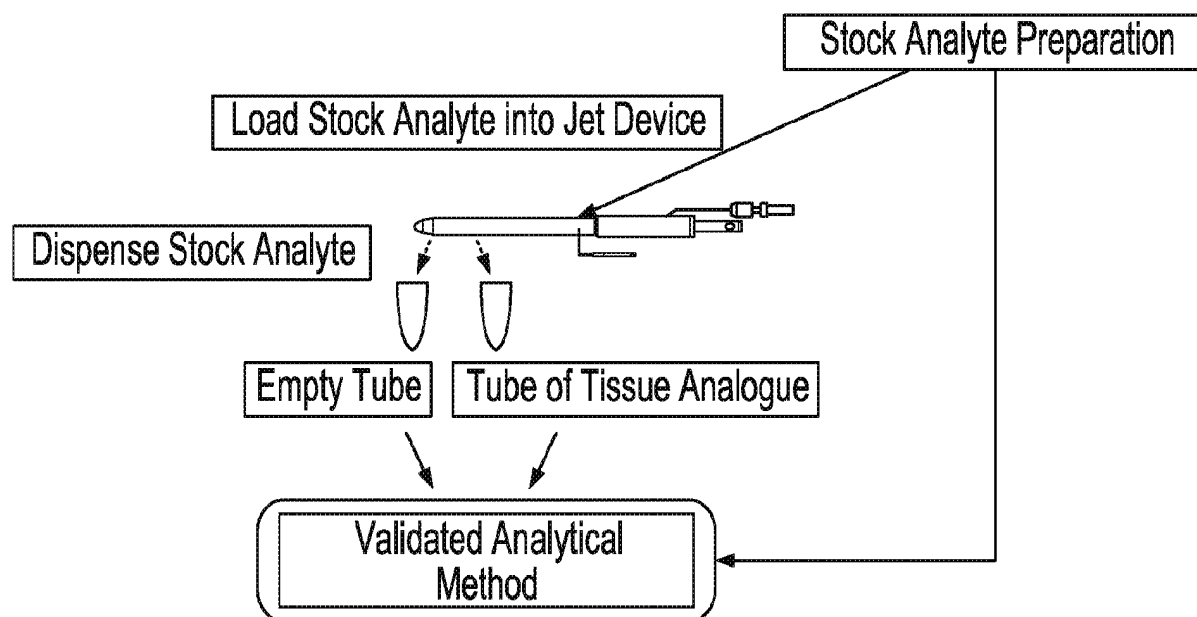 Stock Analyte Preparation
Load Stock Analyte into Jet Device
Dispense Stock Analyte
Empty Tube
Tube of Tissue Analogue
Validated Analytical
Method